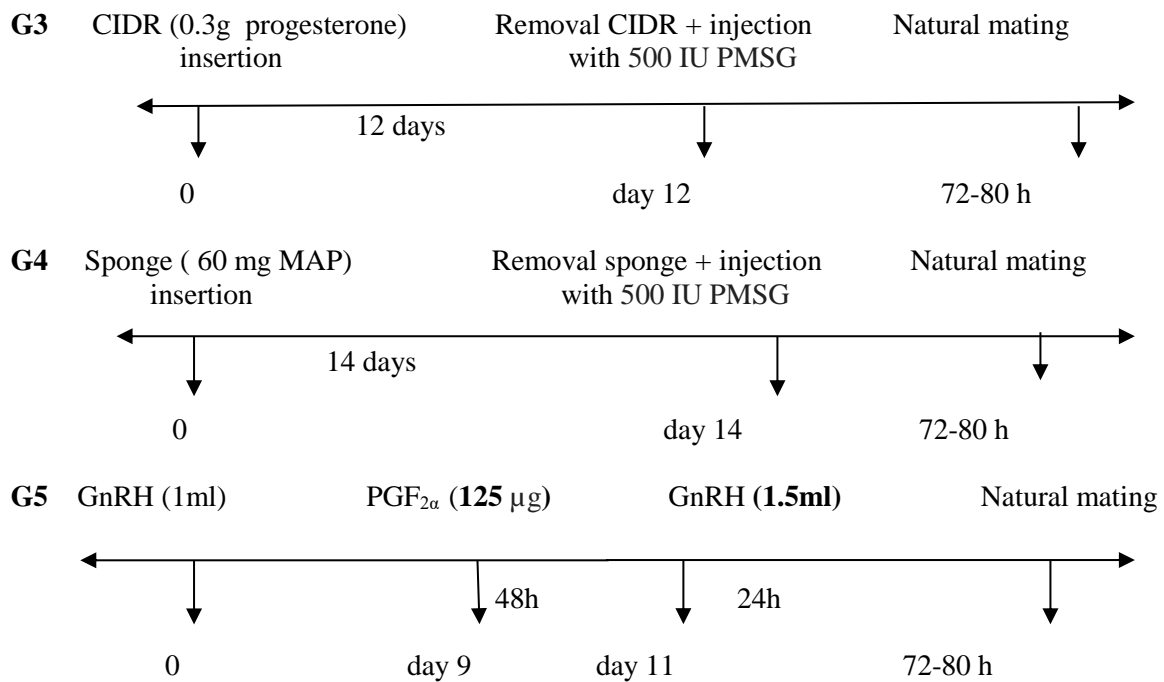 G3 CIDR (0.3g progesterone) Removal CIDR + injection Natural mating
insertion with 500 IU PMSG
12 days
0 day 12 72-80 h
G4 Sponge ( 60 mg MAP) Removal sponge + injection Natural mating
insertion with 500 IU PMSG
14 days
0 day 14 72-80 h
G5 GnRH (1ml) PGF2α (125 µg) GnRH (1.5ml) Natural mating
48h 24h
0 day 9 day 11 72-80 h